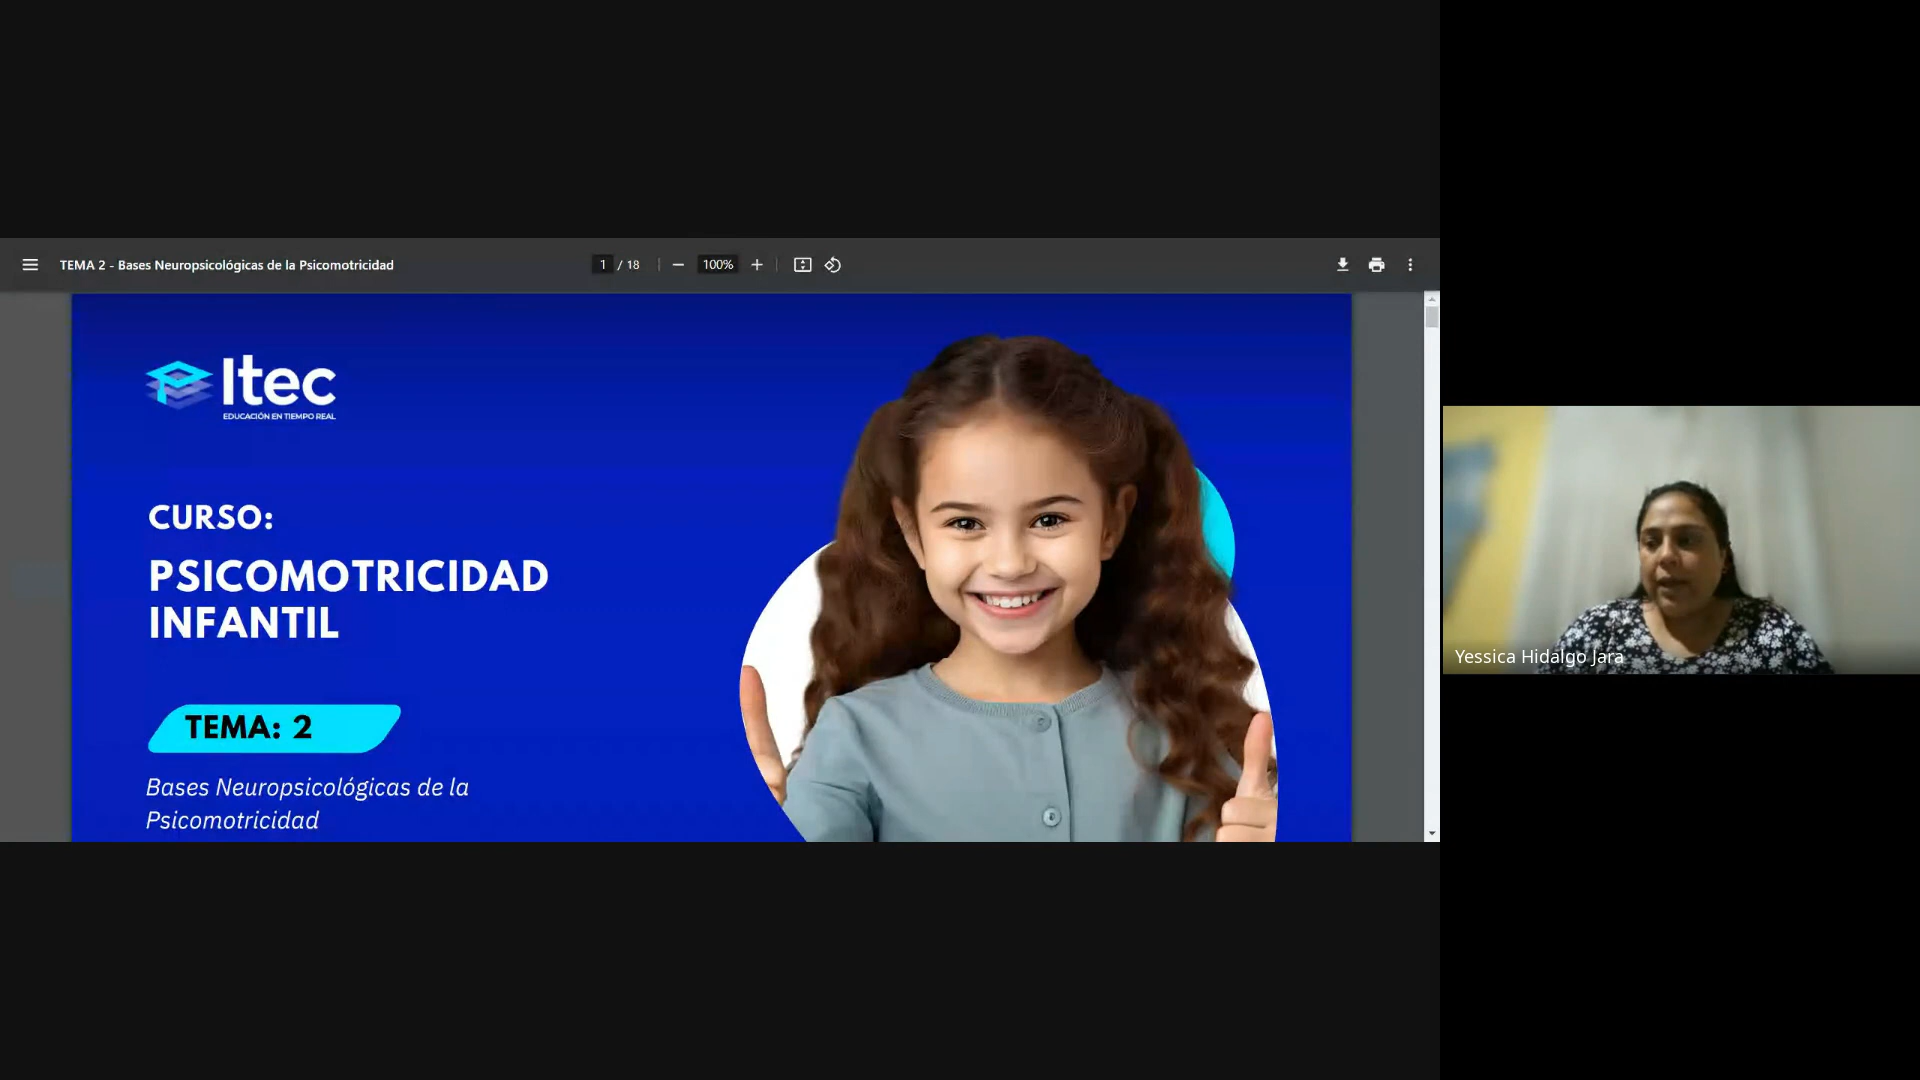 TEMA 2 - Bases Neuropsicológicas de la Psicomotricidad
1 / 18
100%
Itec
EDUCACIÓN EN TIEMPO REAL
CURSO:
PSICOMOTRICIDAD
INFANTIL
TEMA: 2
Bases Neuropsicológicas de la
Psicomotricidad
Yessica Hidalgo Jara